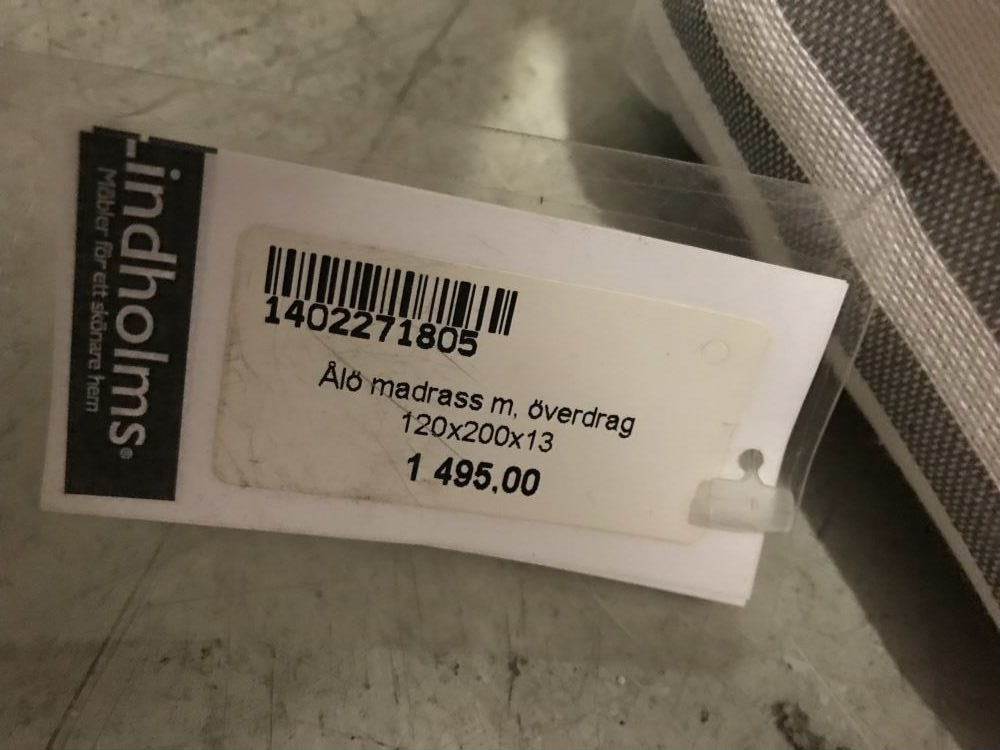 Lindholms
Möbler för ett skönare hem
1402271805
Ålö madrass m, överdrag
120x200x13
1 495,00